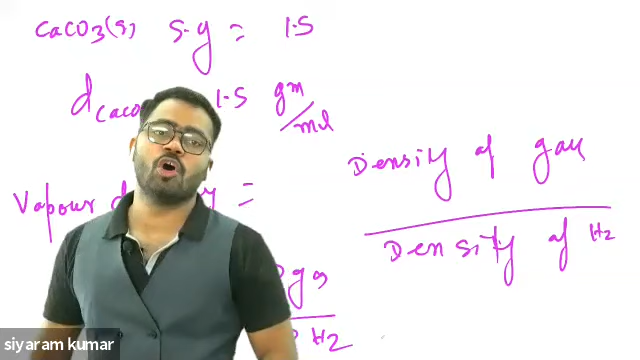 CaCO3(s) S.g = 1.5
1.5 gm/ml
Vapour =
Density of gas
Density of H2
H2
siyaram kumar